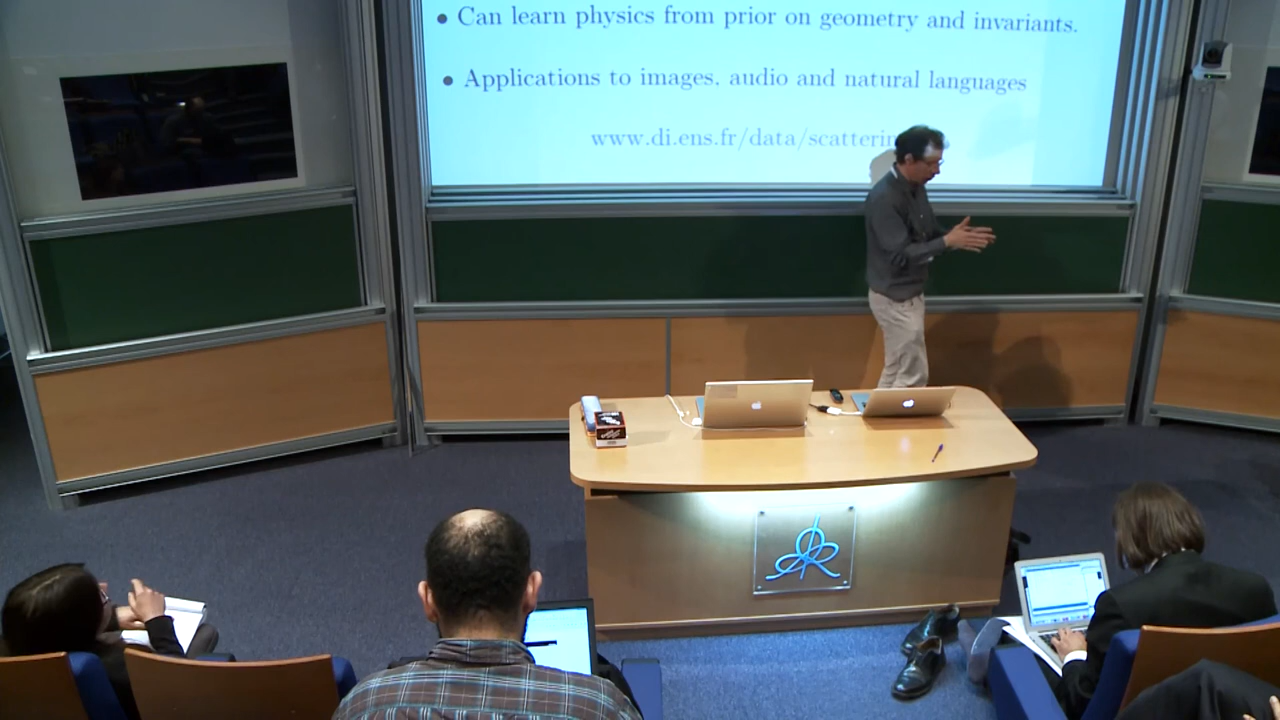 • Can learn physics from prior on geometry and invariants.
• Applications to images, audio and natural languages
www.di.ens.fr/data/scatterin